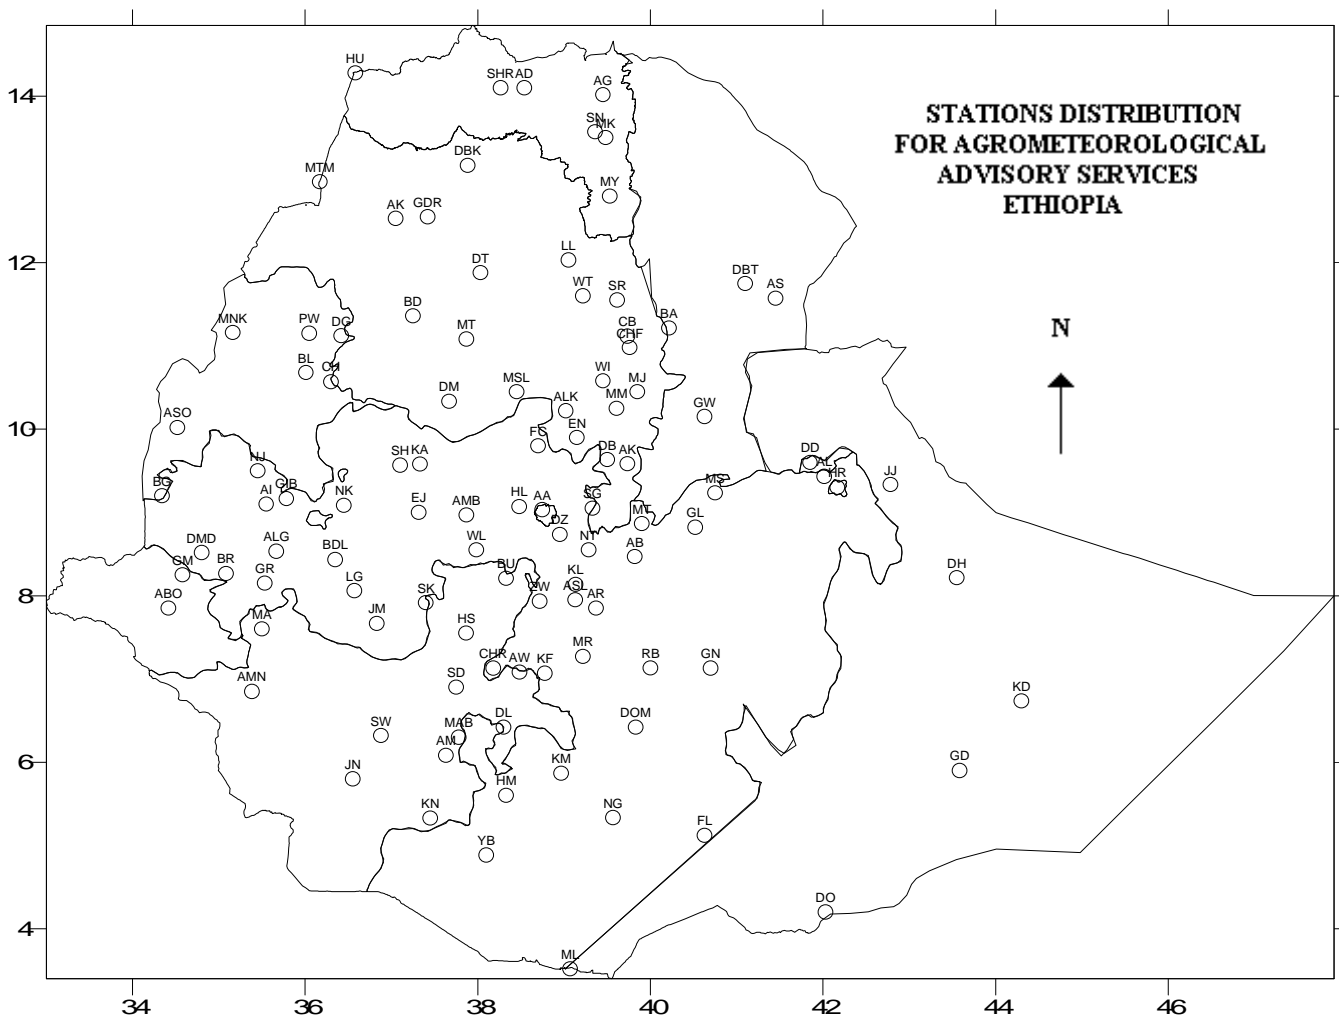 HU
SHR AD
AG
14
STATIONS DISTRIBUTION
FOR AGROMETEOROLOGICAL
ADVISORY SERVICES
ETHIOPIA
SN
MK
DBK
MTM
MY
AK GDR
LL
12
DT
DBT
AS
WT
SR
BD
BA
MNK
PW
DG
MT
CB
CHF
N
BL
CH
WI
MJ
DM
MSL
MM
ALK
GW
ASO
10
EN
FC
DB
AK
SH KA
DD
AL
HR
JJ
NJ
BG
AI
GIB
NK
EJ
AMB
HL
AA
SG
MS
MT
GL
DZ
DMD
ALG
BDL
WL
NT
AB
GM
BR
GR
LG
BU
KL
DH
8
ABO
SK
ZW
ASL
AR
MA
JM
HS
MR
CHR
AW
KF
RB
GN
AMN
SD
KD
SW
MAB
DL
DOM
AM
6
JN
KM
GD
HM
KN
NG
FL
YB
DO
4
ML
34 36 38 40 42 44 46